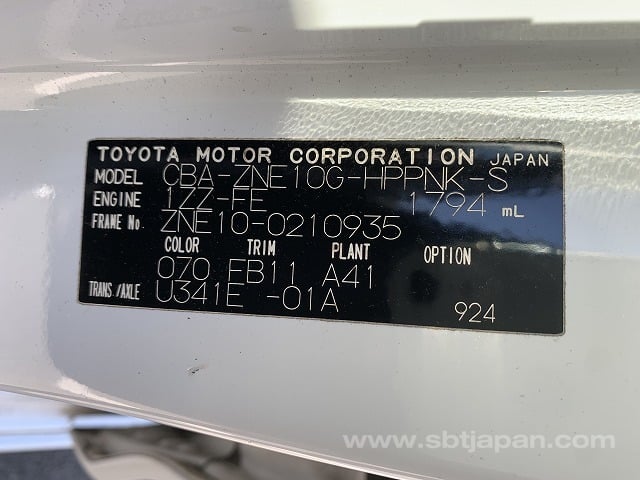 TOYOTA MOTOR CORPORATION JAPAN
MODEL CBA-ZNE10G-HPPNK-S
ENGINE 1ZZ-FE 1794 mL
FRAME No. ZNE10-0210935
COLOR TRIM PLANT OPTION
070 FB11 A41
TRANS./AXLE U341E -01A
924
www.sbtjapan.com